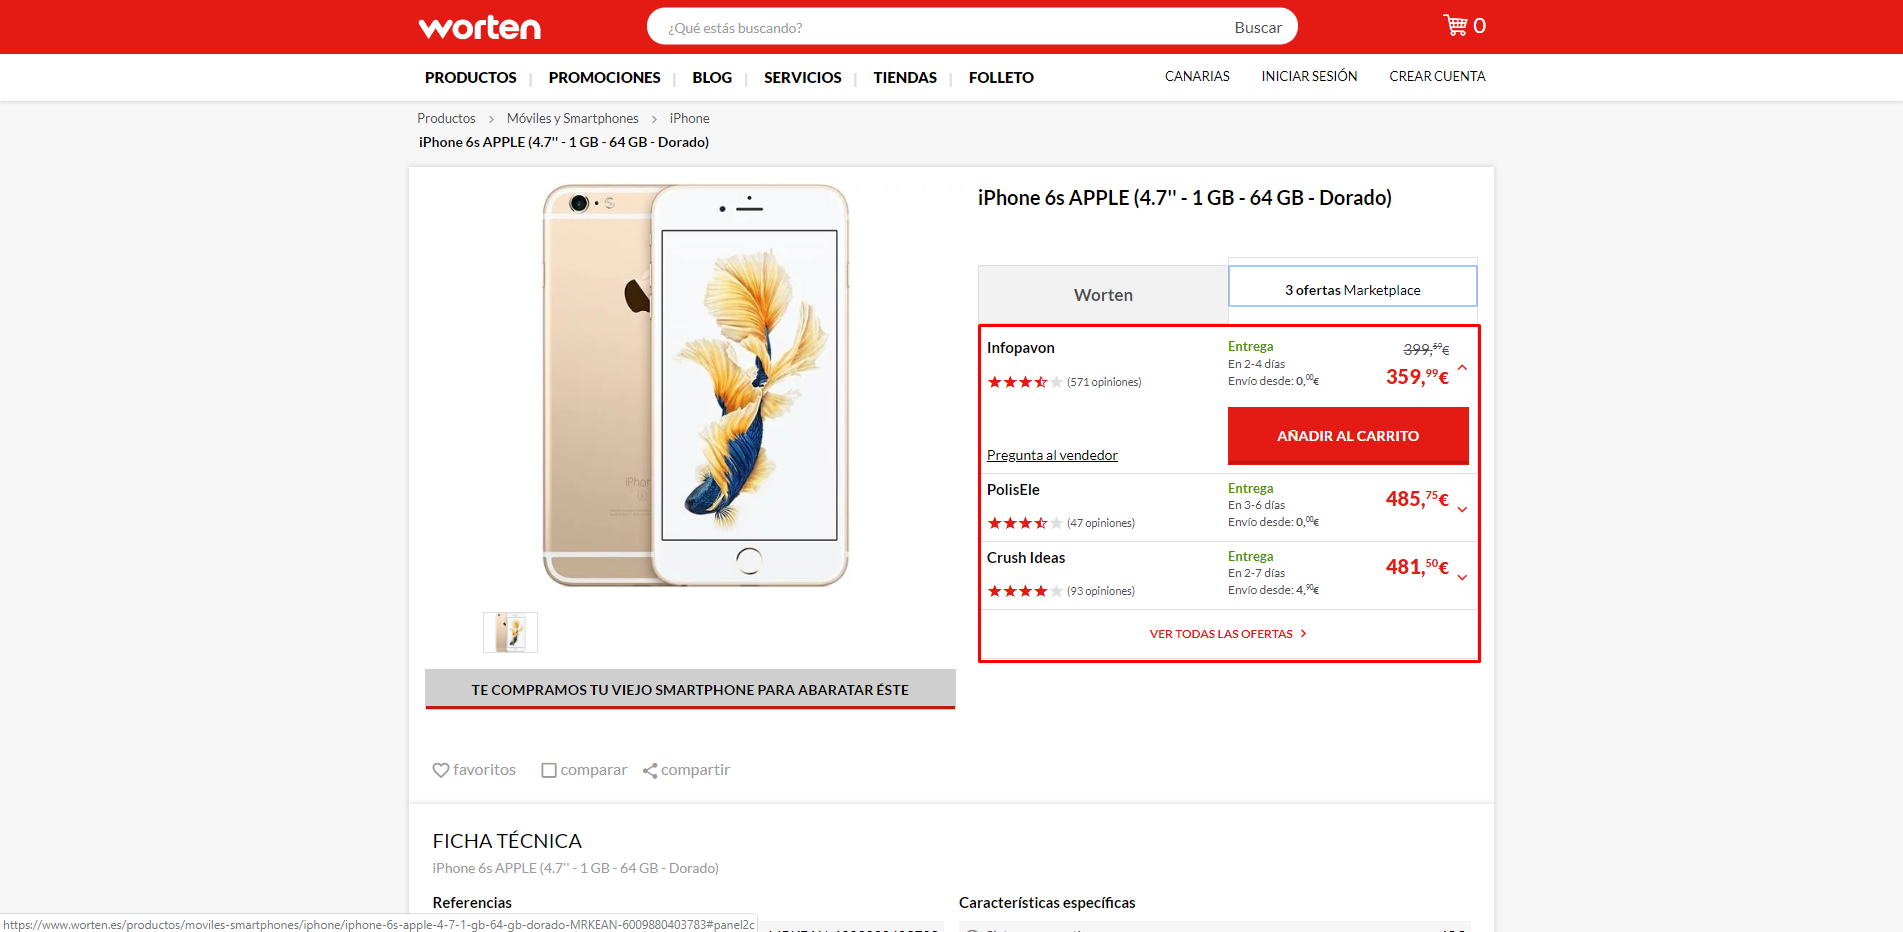 worten
¿Qué estás buscando?
Buscar
0
PRODUCTOS | PROMOCIONES | BLOG | SERVICIOS | TIENDAS | FOLLETO
CANARIAS INICIAR SESIÓN CREAR CUENTA
Productos > Móviles y Smartphones > iPhone
iPhone 6s APPLE (4.7'' - 1 GB - 64 GB - Dorado)
iPhone 6s APPLE (4.7'' - 1 GB - 64 GB - Dorado)
Worten
3 ofertas Marketplace
Infopavon
(571 opiniones)
Pregunta al vendedor
Entrega
En 2-4 días
Envío desde: 0,00€
399,59€
359,99€
AÑADIR AL CARRITO
PolisEle
(47 opiniones)
Entrega
En 3-6 días
Envío desde: 0,00€
485,75€
Crush Ideas
(93 opiniones)
Entrega
En 2-7 días
Envío desde: 4,90€
481,50€
VER TODAS LAS OFERTAS >
iPhone
TE COMPRAMOS TU VIEJO SMARTPHONE PARA ABARATAR ÉSTE
favoritos
comparar
compartir
FICHA TÉCNICA
iPhone 6s APPLE (4.7'' - 1 GB - 64 GB - Dorado)
Referencias
Características específicas
https://www.worten.es/productos/moviles-smartphones/iphone/iphone-6s-apple-4-7-1-gb-64-gb-dorado-MRKEAN-6009880403783#panel2c